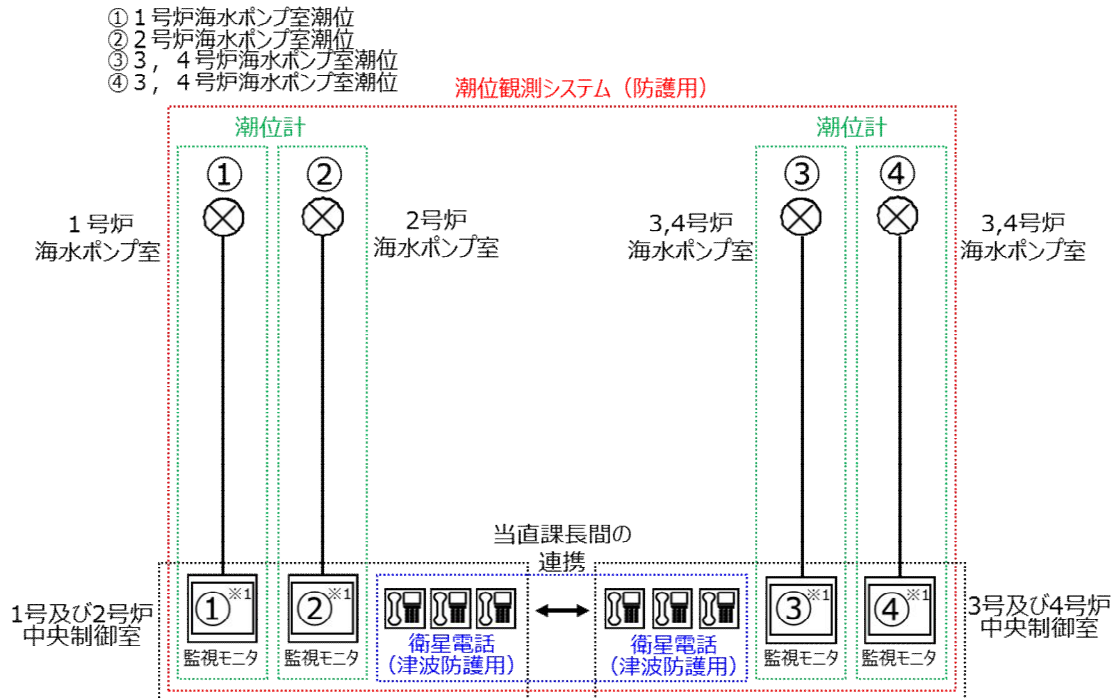 ①１号炉海水ポンプ室潮位
②２号炉海水ポンプ室潮位
③３，４号炉海水ポンプ室潮位
④３，４号炉海水ポンプ室潮位
潮位観測システム（防護用）
潮位計
潮位計
①
②
③
④
１号炉
海水ポンプ室
2号炉
海水ポンプ室
3,4号炉
海水ポンプ室
3,4号炉
海水ポンプ室
当直課長間の
連携
1号及び2号炉
中央制御室
①※1
監視モニタ
②※1
監視モニタ
衛星電話
（津波防護用）
衛星電話
（津波防護用）
③※1
監視モニタ
④※1
監視モニタ
3号及び4号炉
中央制御室